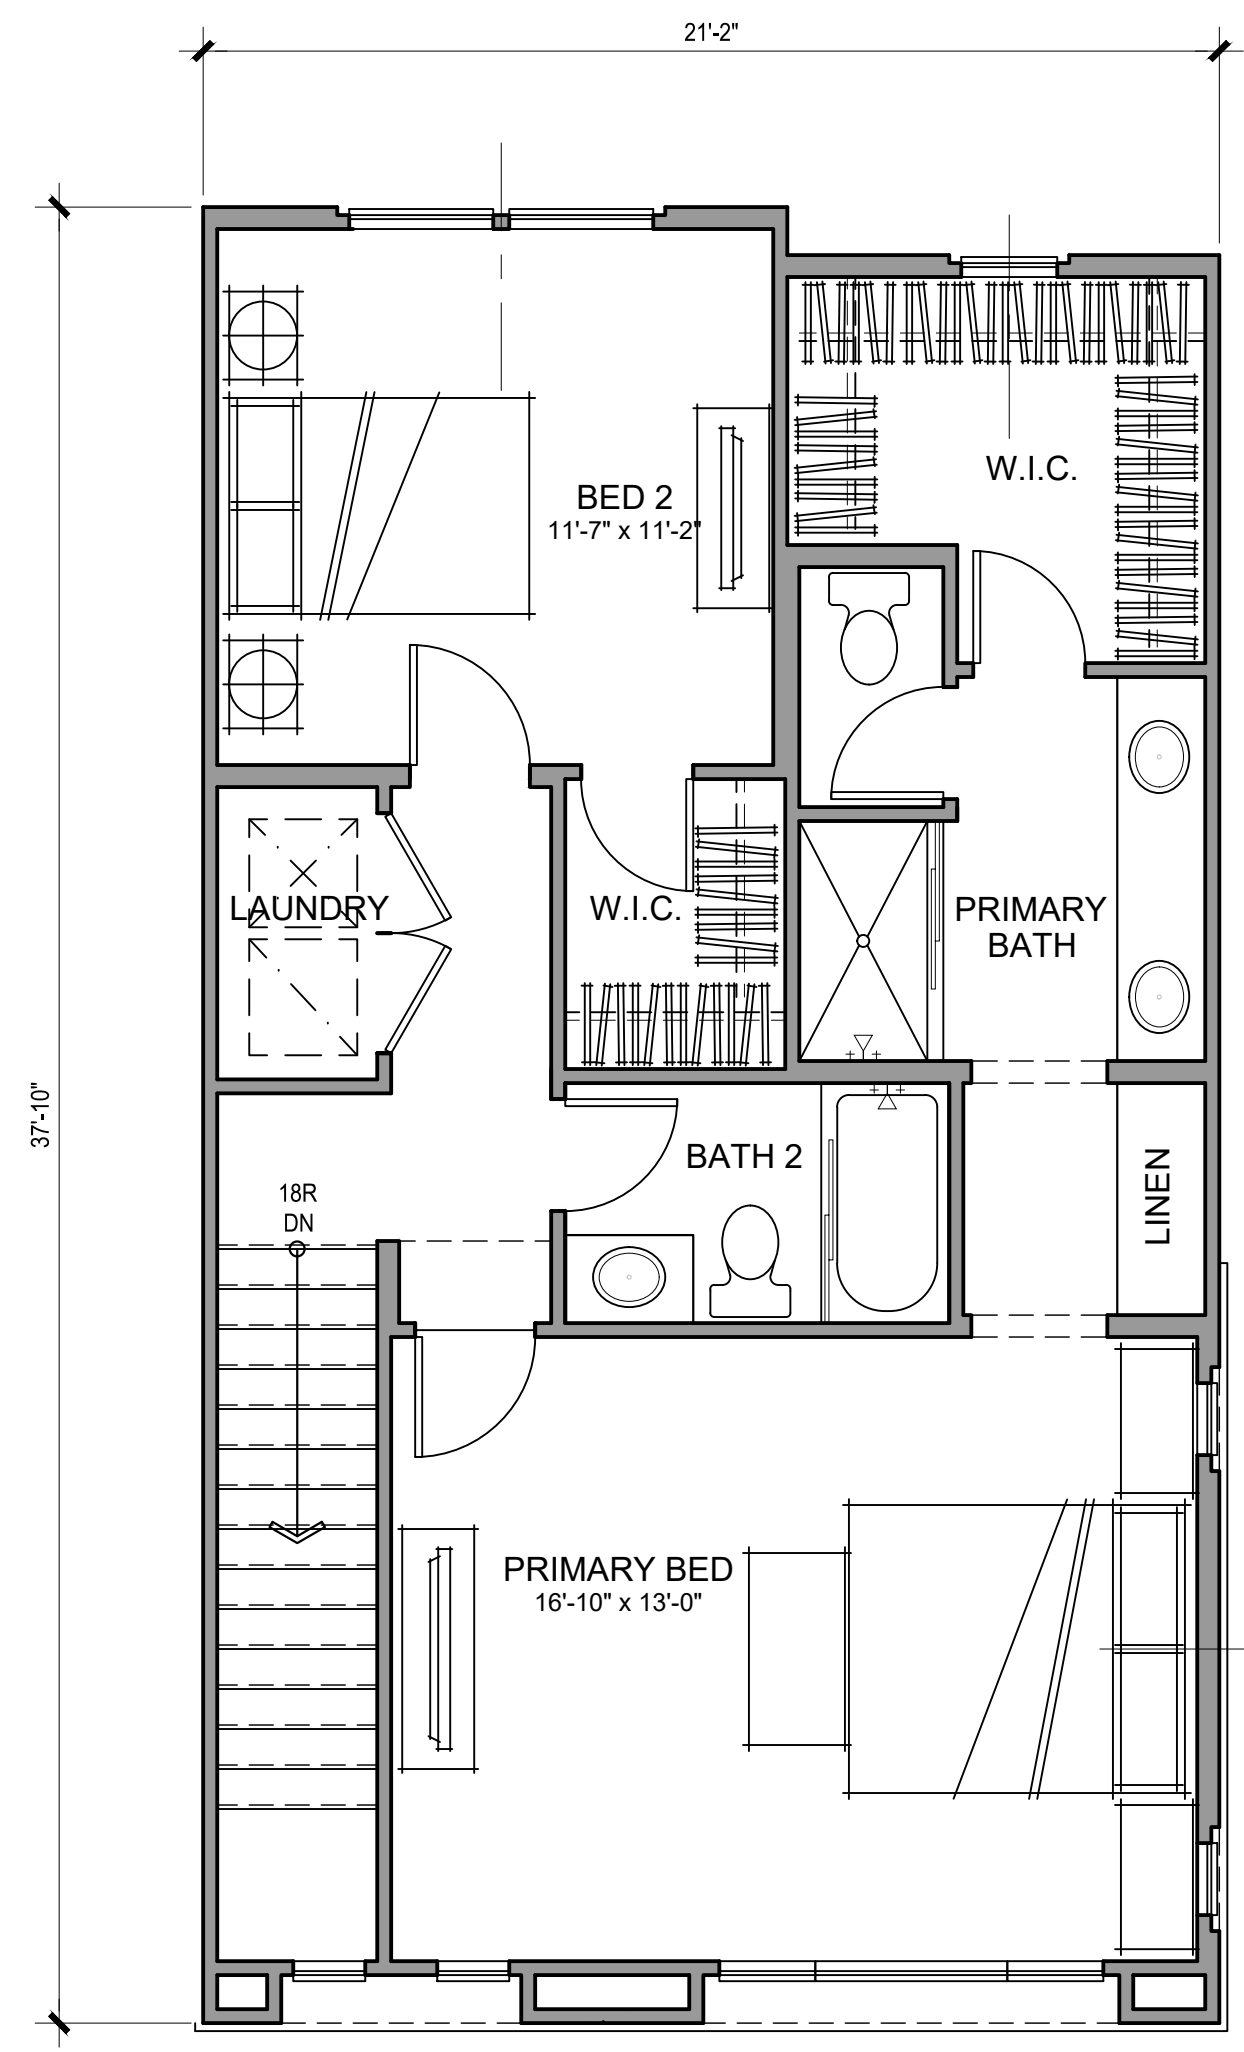 21'-2"
W.I.C.
BED 2
11'-7" x 11'-2"
LAUNDRY
W.I.C.
PRIMARY
BATH
37'-10"
BATH 2
LINEN
18R
DN
PRIMARY BED
16'-10" x 13'-0"